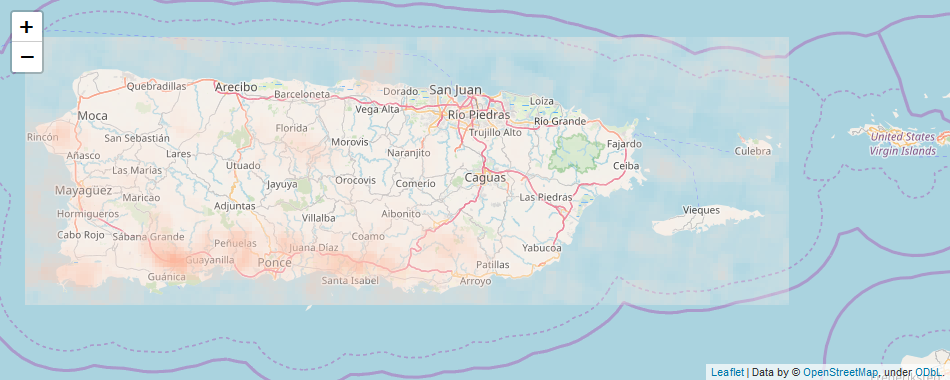 +
−
Quebradillas
Arecibo
Barceloneta
Dorado
San Juan
Loíza
Vega Alta
Río Piedras
Río Grande
Moca
Trujillo Alto
Florida
Rincón
San Sebastián
Morovis
Fajardo
United States
Virgin Islands
Añasco
Lares
Naranjito
Culebra
Utuado
Ceiba
Las Marías
Caguas
Mayagüez
Jayuya
Orocovis
Comerio
Maricao
Las Piedras
Adjuntas
Hormigueros
Villalba
Aibonito
Vieques
Cabo Rojo
Sábana Grande
Peñuelas
Coamo
Juana Díaz
Yabucoa
Guayanilla
Ponce
Patillas
Guánica
Santa Isabel
Arroyo
Leaflet | Data by © OpenStreetMap, under ODbL.